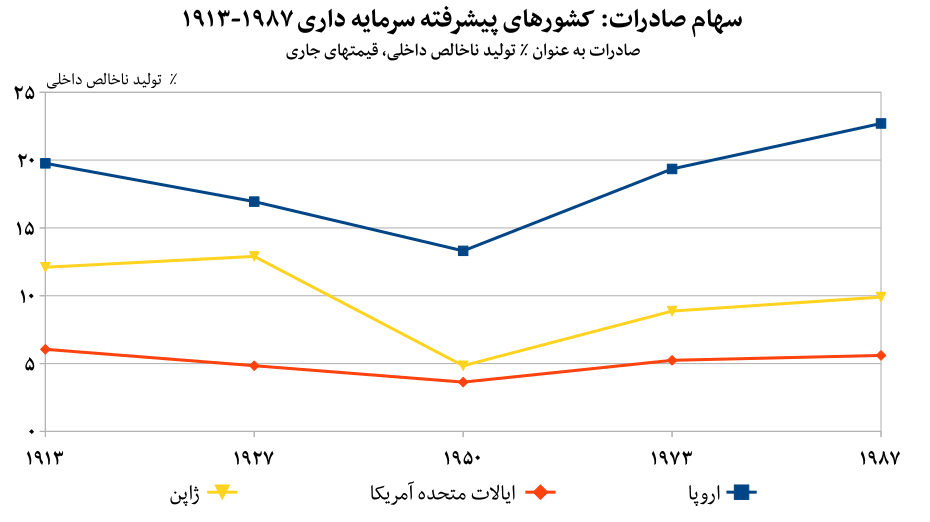 سهام صادرات: کشورهای پیشرفته سرمایه داری ۱۹۸۷-۱۹۱۳
صادرات به عنوان ٪ تولید ناخالص داخلی، قیمتهای جاری
٪ تولید ناخالص داخلی
۲۵
۲۰
۱۵
۱۰
۵
۰
۱۹۱۳ ۱۹۲۷ ۱۹۵۰ ۱۹۷۳ ۱۹۸۷
اروپا ایالات متحده آمریکا ژاپن